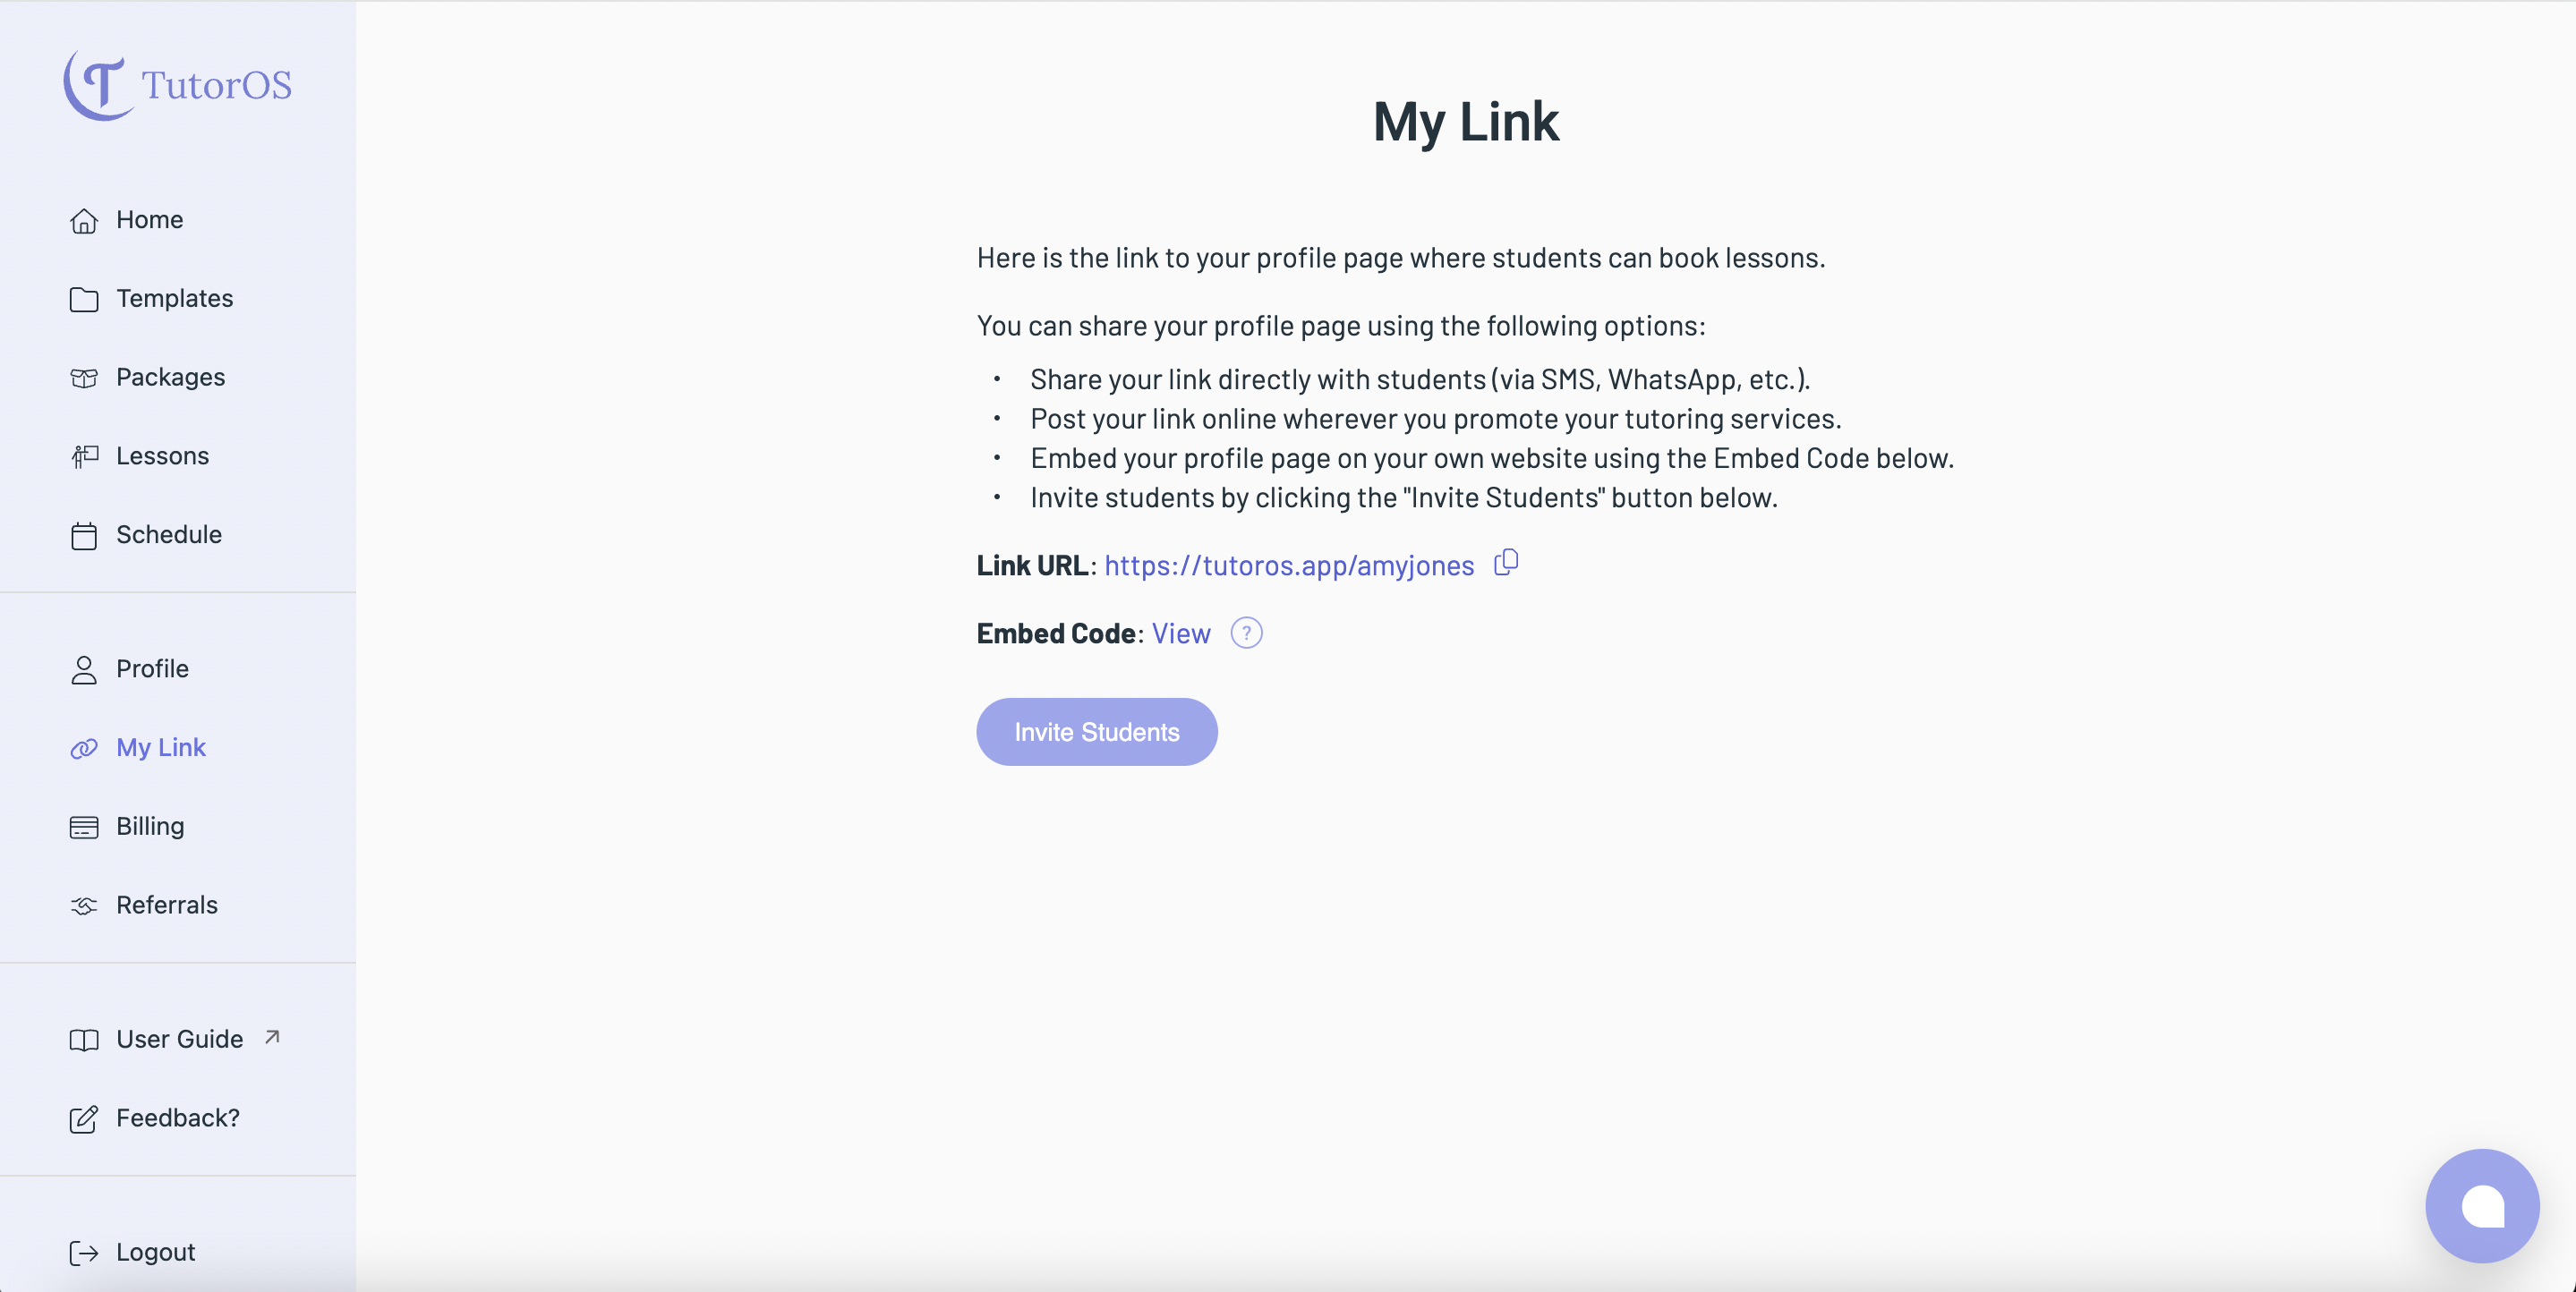 TutorOS
Home
Templates
Packages
Lessons
Schedule
Profile
My Link
Billing
Referrals
User Guide
Feedback?
Logout
My Link
Here is the link to your profile page where students can book lessons.
You can share your profile page using the following options:
• Share your link directly with students (via SMS, WhatsApp, etc.).
• Post your link online wherever you promote your tutoring services.
• Embed your profile page on your own website using the Embed Code below.
• Invite students by clicking the "Invite Students" button below.
Link URL: https://tutoros.app/amyjones
Embed Code: View ?
Invite Students